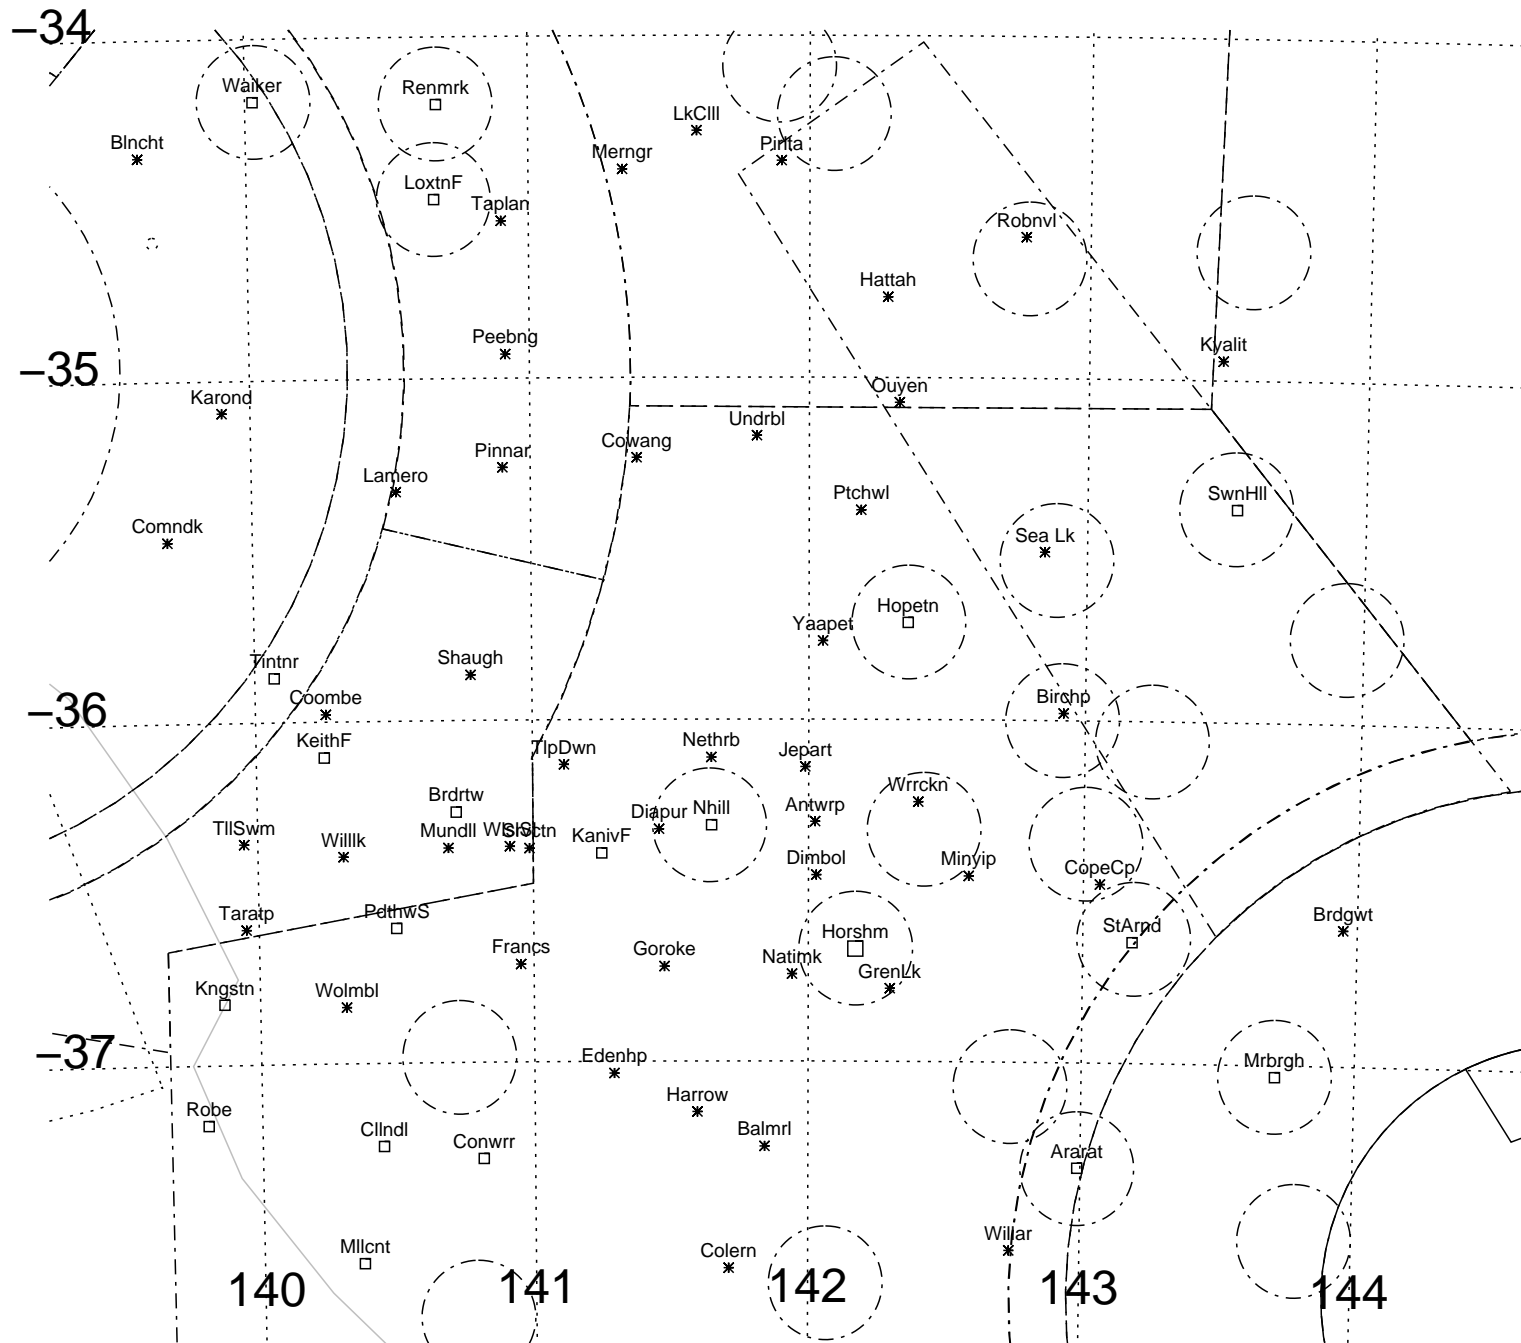 −34
Waiker
Renmrk
LkClll
Blncht
Merngr
Pirlta
LoxtnF
Taplan
Robnvl
Hattah
Peebng
Kyalit
−35
Karond
Ouyen
Undrbl
Cowang
Pinnar
Lamero
Ptchwl
SwnHll
Comndk
Sea Lk
Hopetn
Yaapet
Tintnr
Shaugh
Coombe
Birchp
−36
KeithF
TlpDwn
Nethrb
Jepart
Wrrckn
Brdrtw
Diapur
Nhill
Antwrp
TllSwm
Willlk
Mundll
KanivF
Dimbol
Minyip
CopeCp
Taratp
PdthwS
Brdgwt
StArnd
Horshm
Francs
Goroke
Natimk
GrenLk
Kngstn
Wolmbl
−37
Edenhp
Mrbrgh
Harrow
Robe
Cllndl
Conwrr
Balmrl
Ararat
Willar
Mllcnt
Colern
140
141
142
143
144